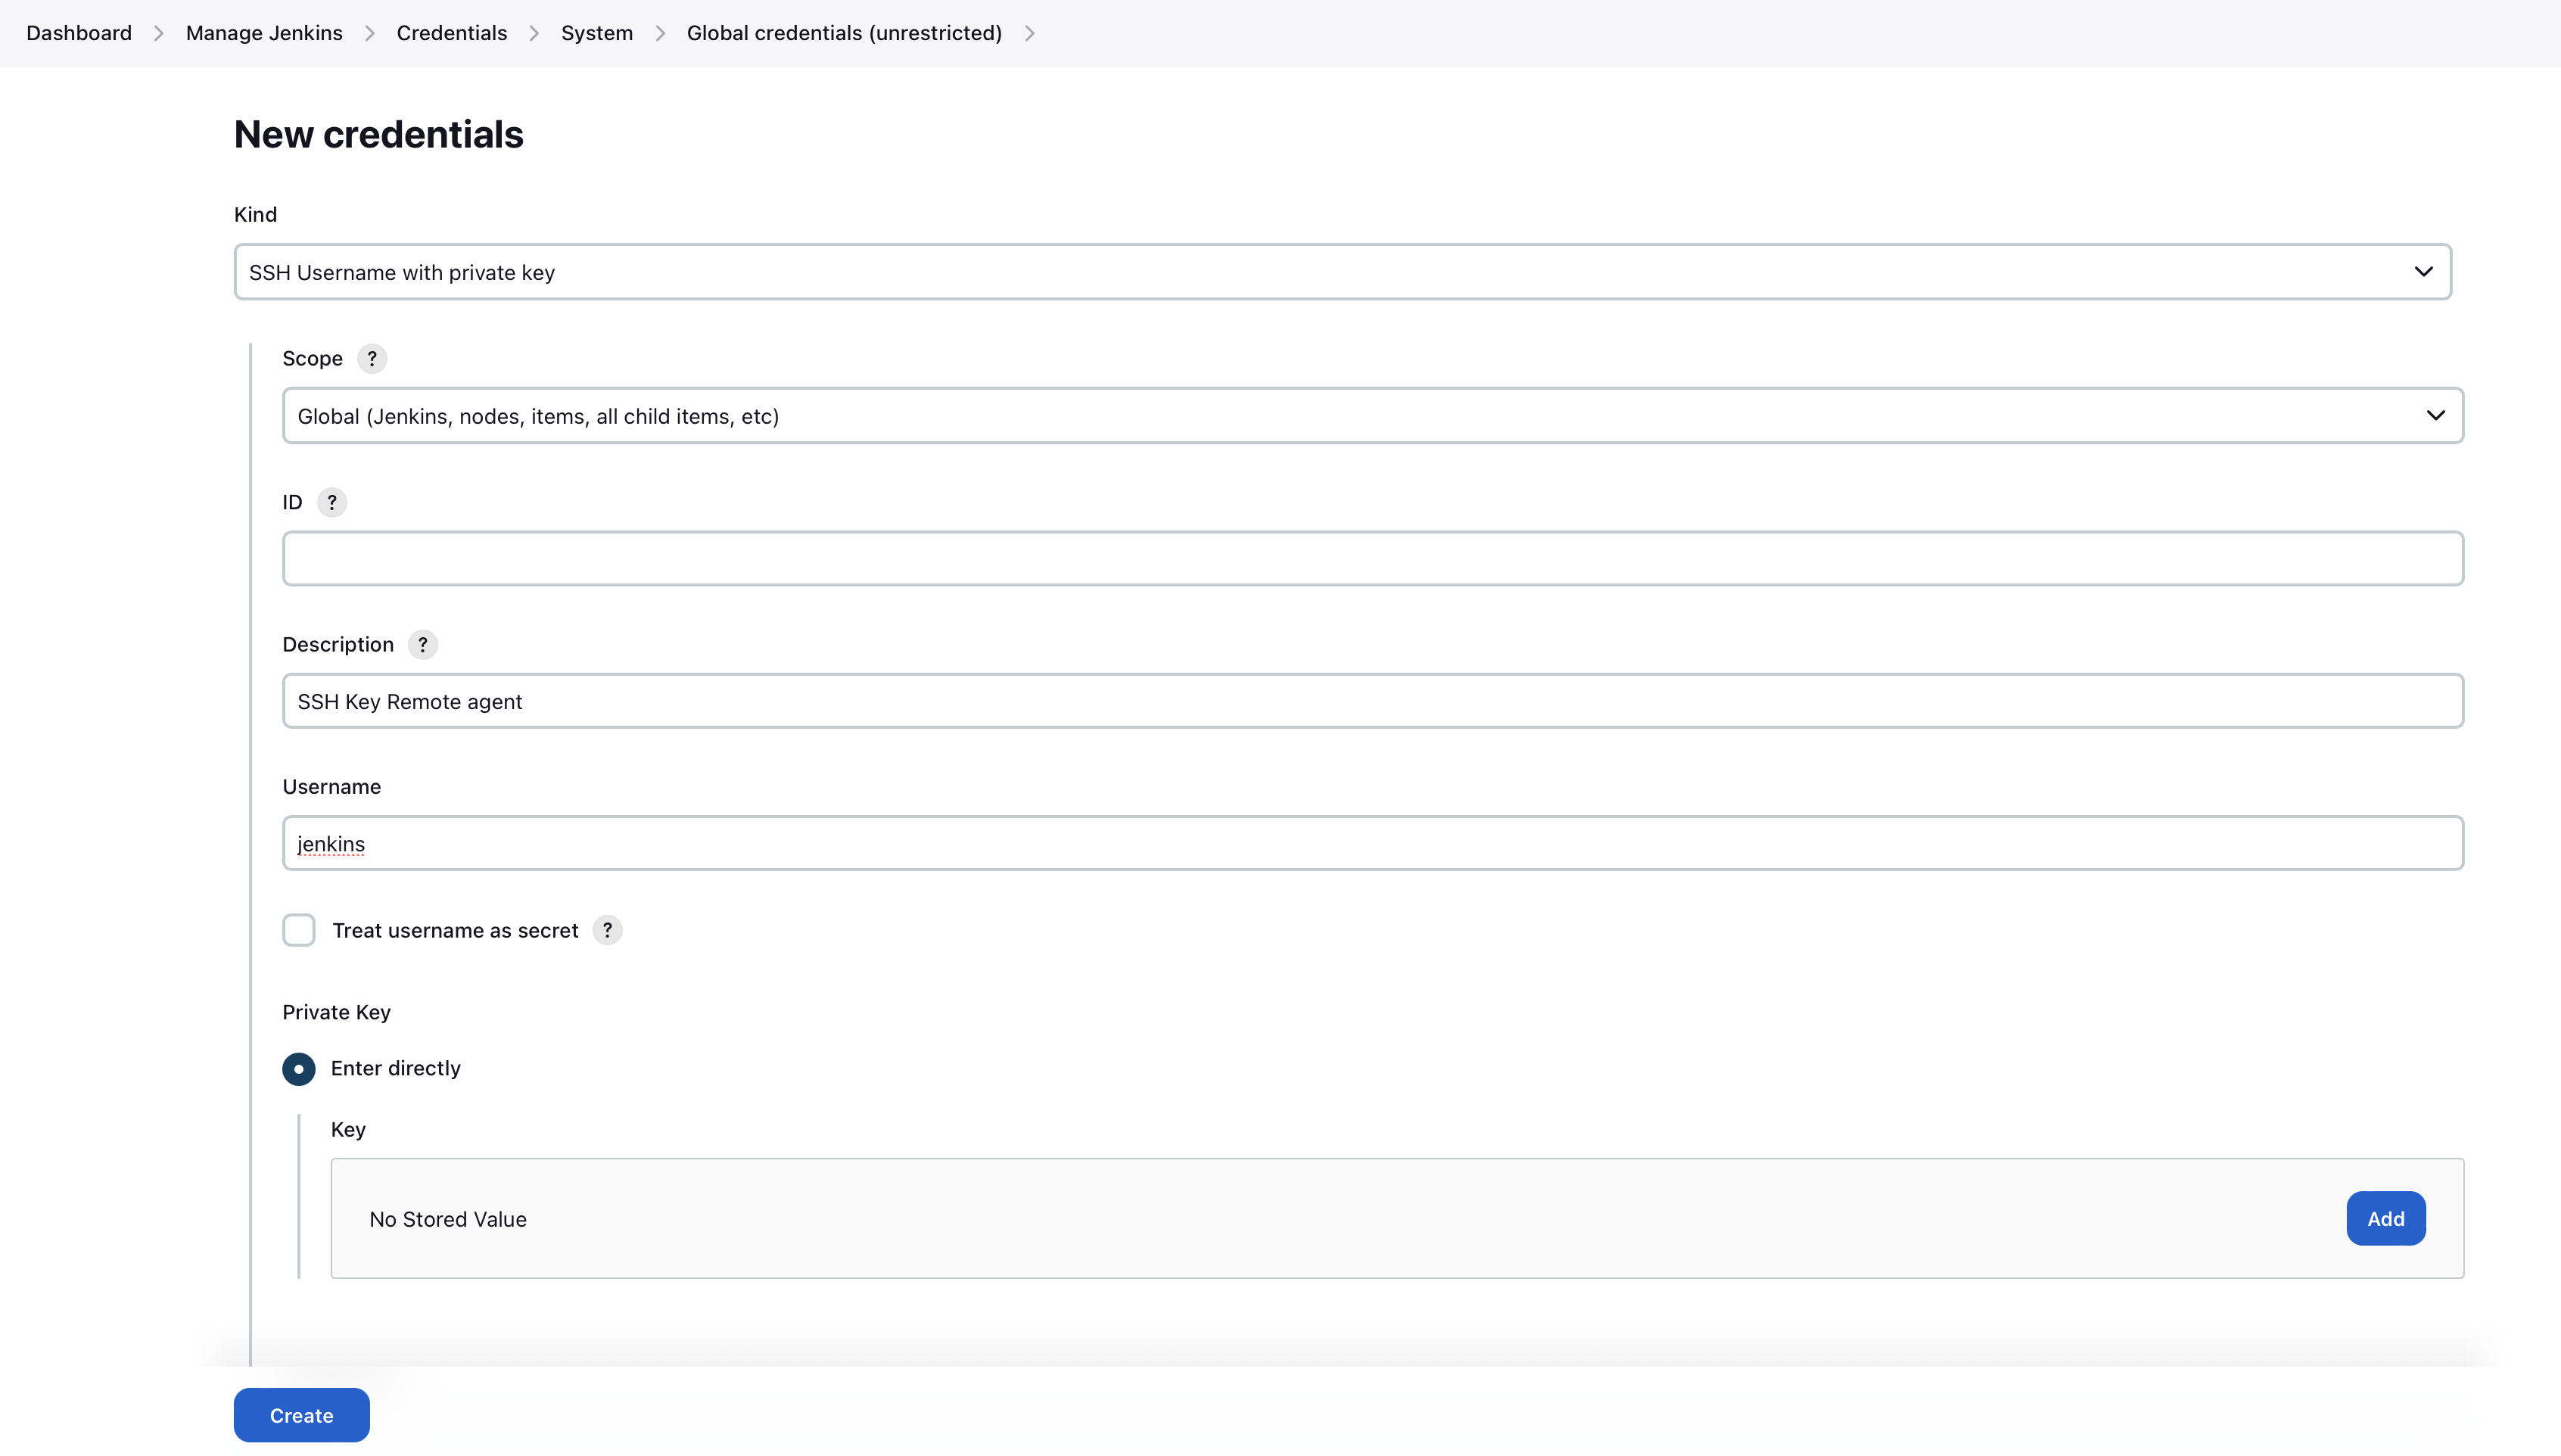 Dashboard > Manage Jenkins > Credentials > System > Global credentials (unrestricted) >
New credentials
Kind
SSH Username with private key
Scope ?
Global (Jenkins, nodes, items, all child items, etc)
ID ?
Description ?
SSH Key Remote agent
Username
jenkins
Treat username as secret ?
Private Key
Enter directly
Key
No Stored Value
Add
Create